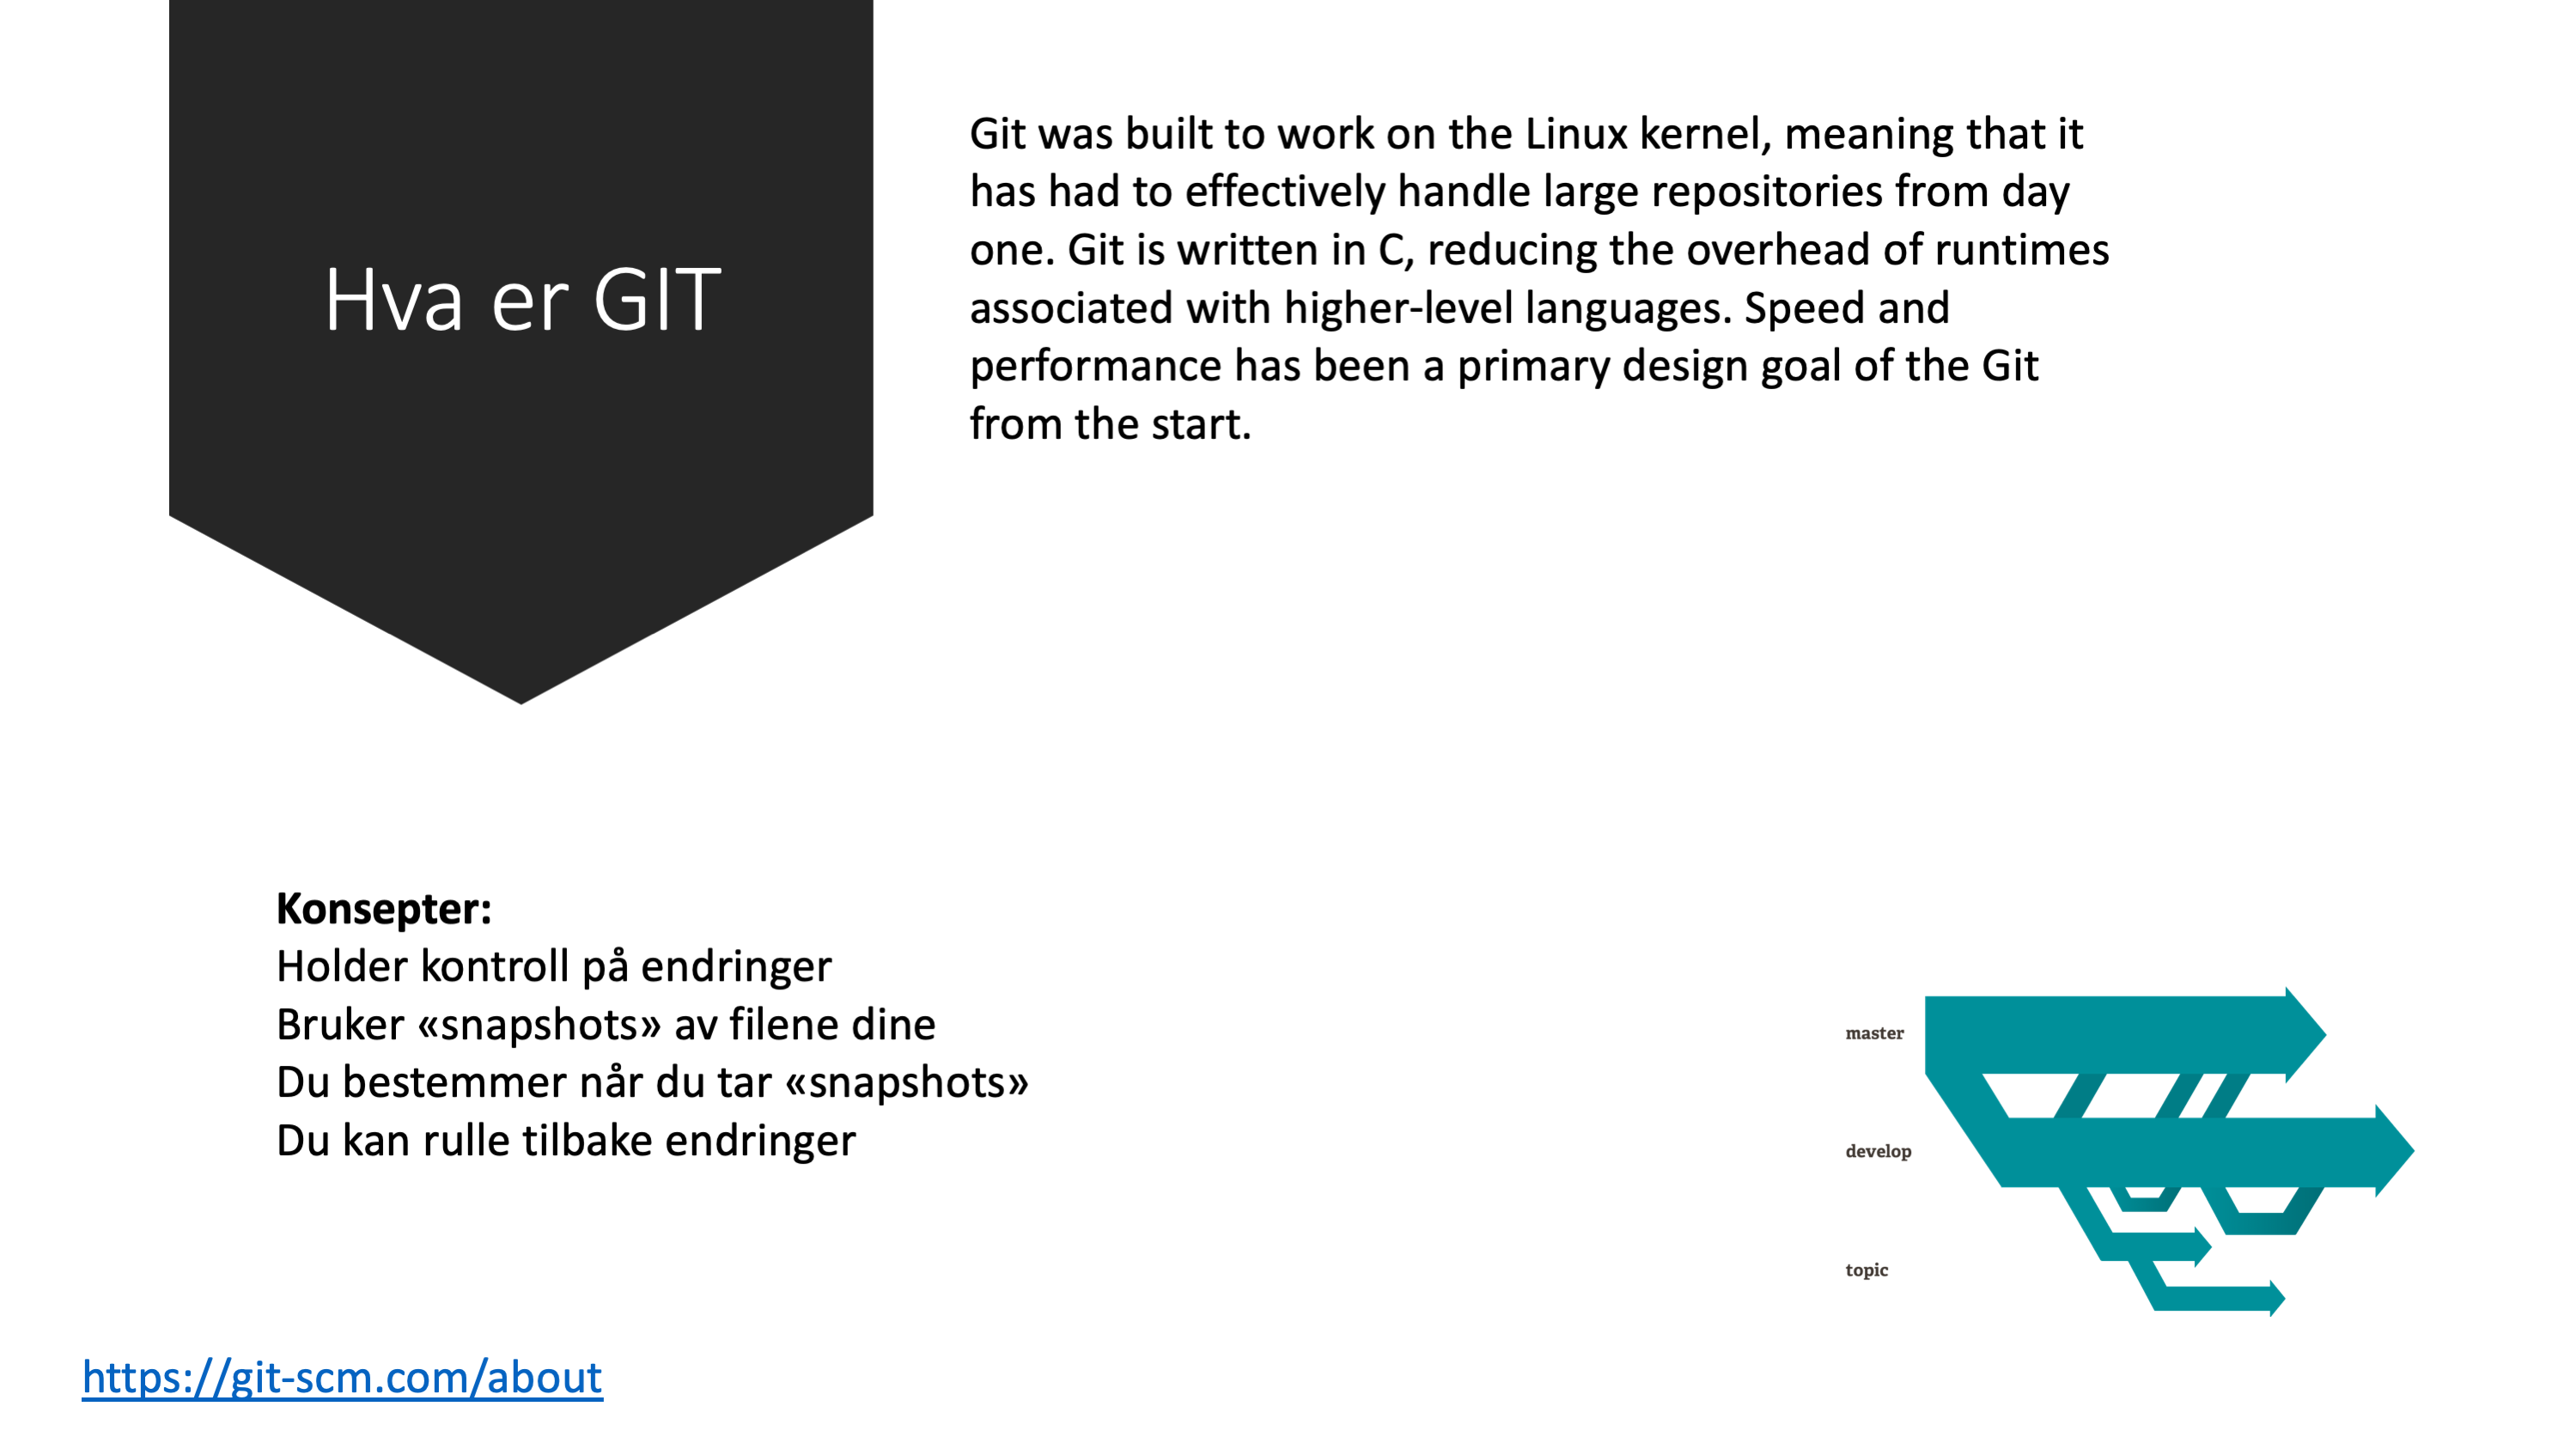 Hva er GIT
Git was built to work on the Linux kernel, meaning that it
has had to effectively handle large repositories from day
one. Git is written in C, reducing the overhead of runtimes
associated with higher-level languages. Speed and
performance has been a primary design goal of the Git
from the start.
Konsepter:
Holder kontroll på endringer
Bruker «snapshots» av filene dine
Du bestemmer når du tar «snapshots»
Du kan rulle tilbake endringer
master
develop
topic
https://git-scm.com/about